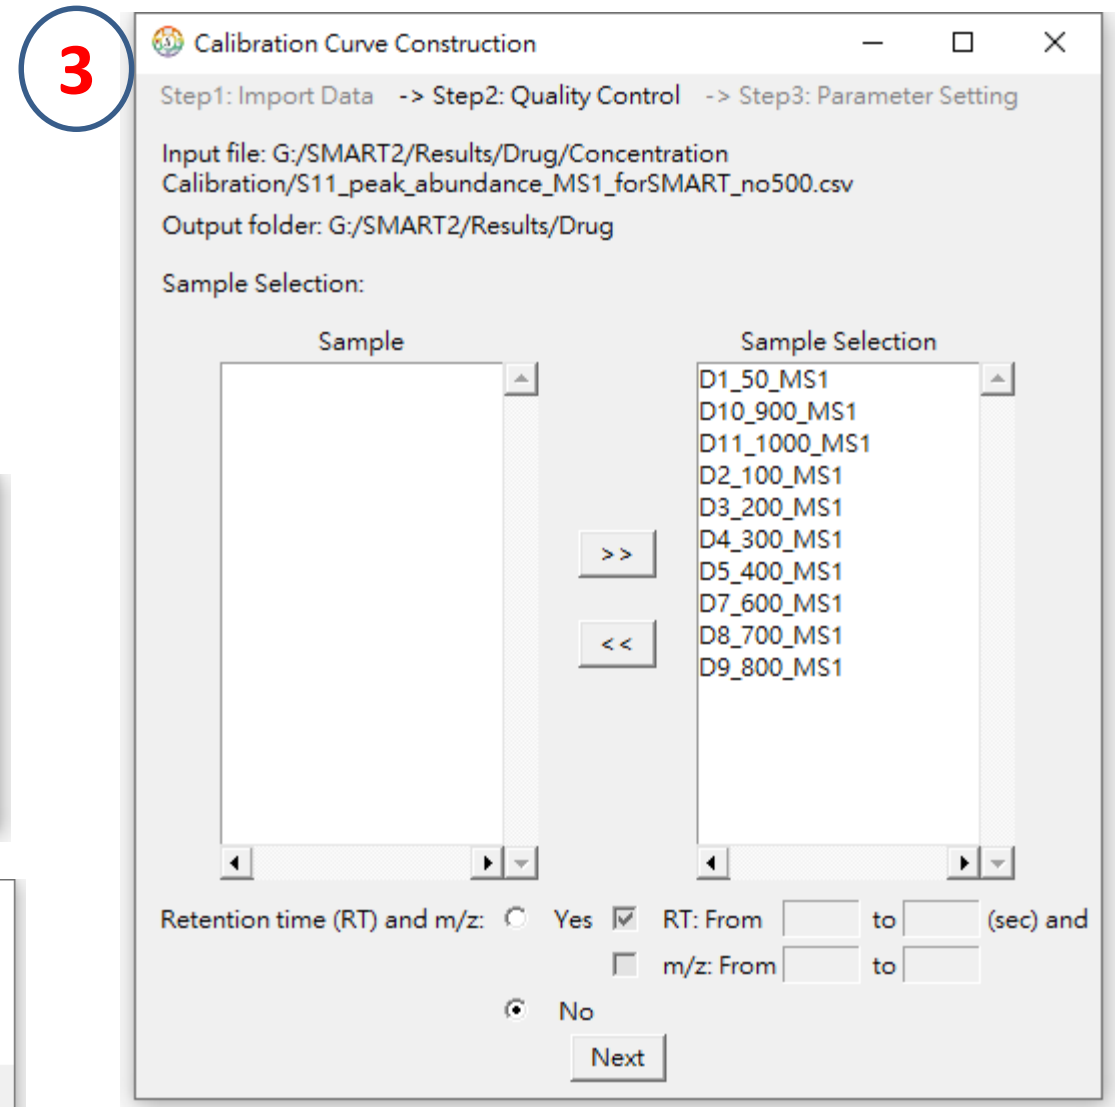 3
Calibration Curve Construction
Step1: Import Data -> Step2: Quality Control -> Step3: Parameter Setting
Input file: G:/SMART2/Results/Drug/Concentration
Calibration/S11_peak_abundance_MS1_forSMART_no500.csv
Output folder: G:/SMART2/Results/Drug
Sample Selection:
Sample
Sample Selection
D1_50_MS1
D10_900_MS1
D11_1000_MS1
D2_100_MS1
D3_200_MS1
D4_300_MS1
D5_400_MS1
D7_600_MS1
D8_700_MS1
D9_800_MS1
>>
<<
Retention time (RT) and m/z: Yes RT: From to (sec) and
m/z: From to
No
Next